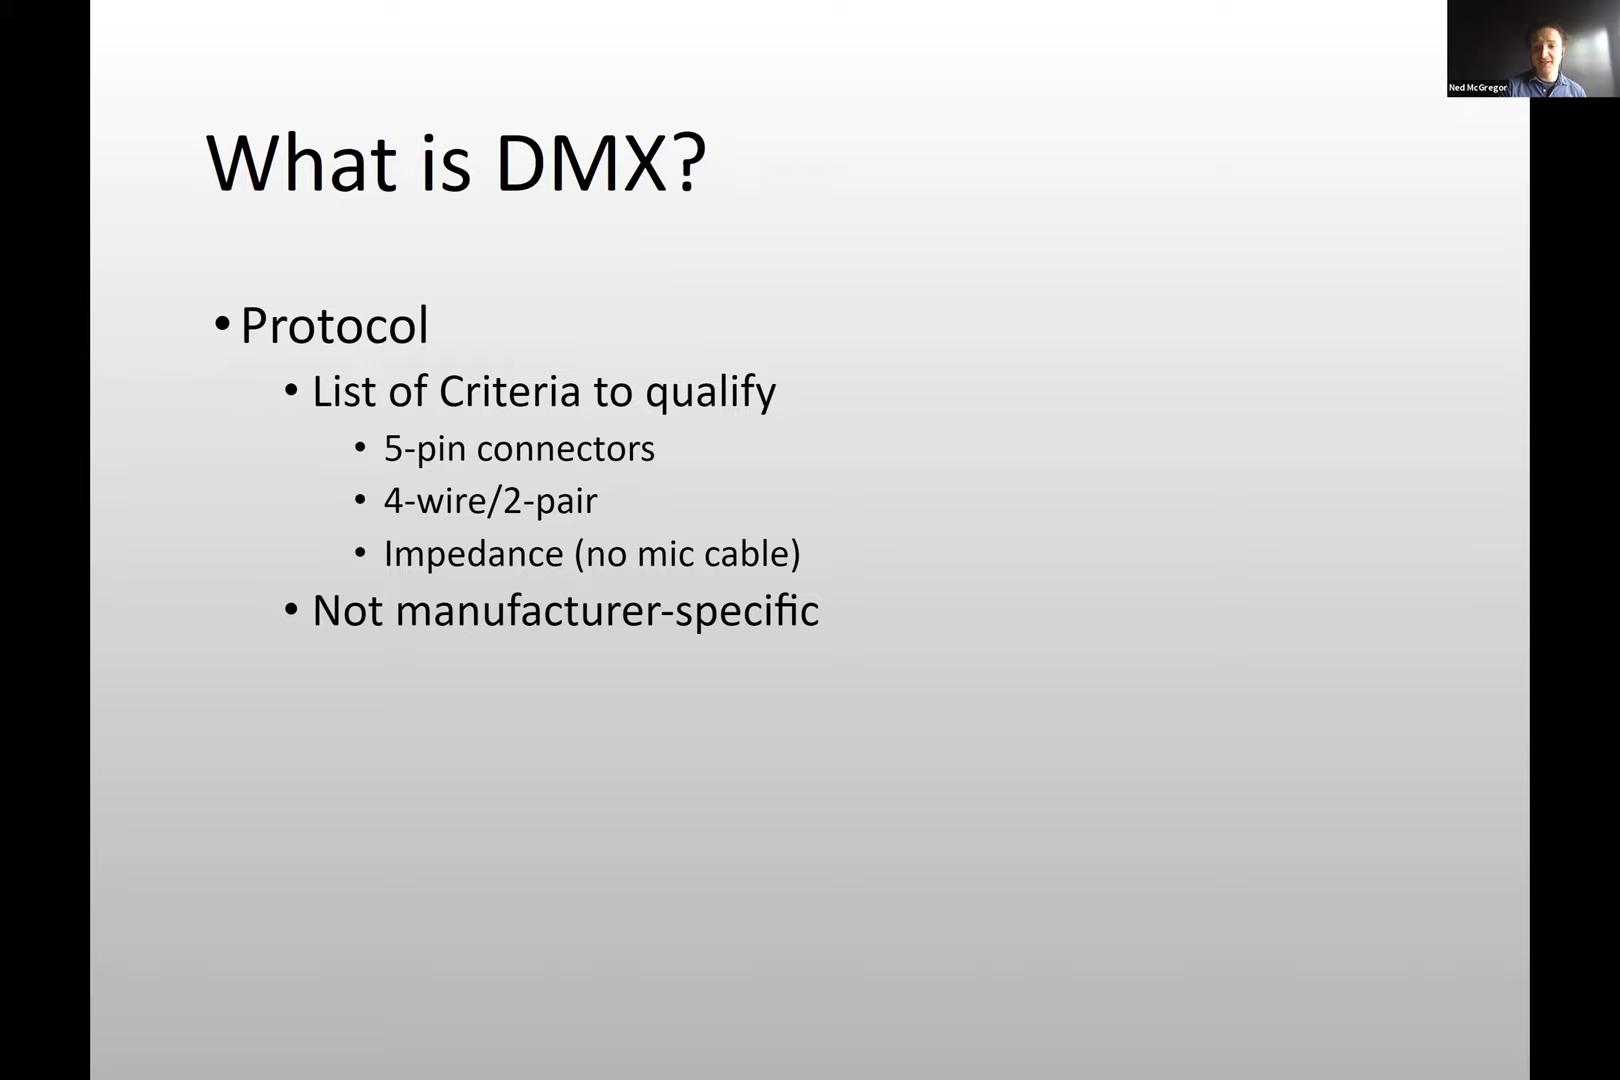 Ned McGregor
What is DMX?
• Protocol
• List of Criteria to qualify
• 5-pin connectors
• 4-wire/2-pair
• Impedance (no mic cable)
• Not manufacturer-specific